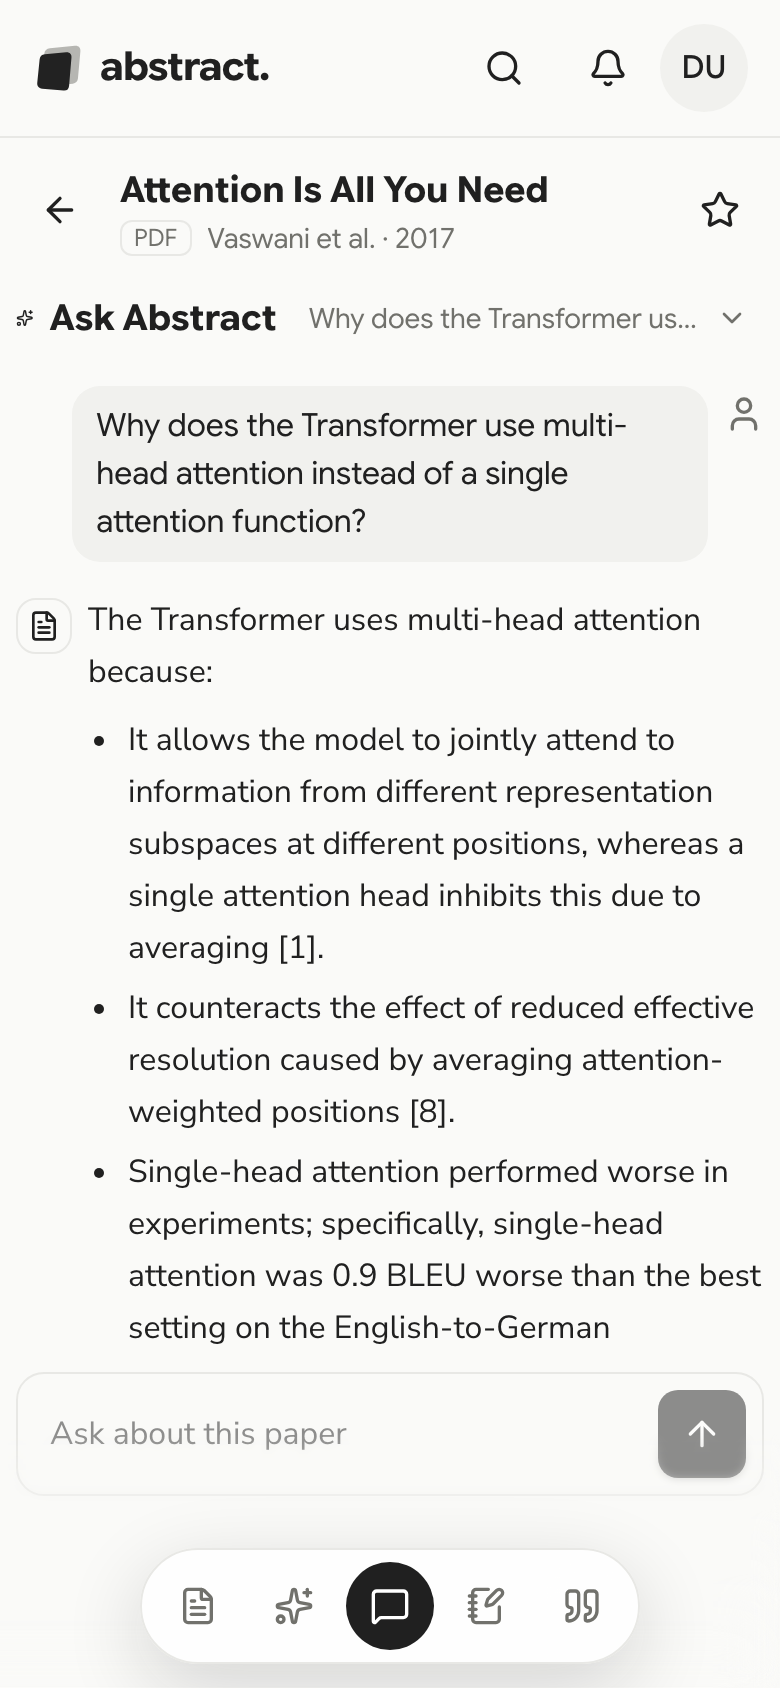 abstract.
DU
Attention Is All You Need
PDF Vaswani et al. · 2017
Ask Abstract Why does the Transformer us...
Why does the Transformer use multi-
head attention instead of a single
attention function?
The Transformer uses multi-head attention
because:
• It allows the model to jointly attend to
information from different representation
subspaces at different positions, whereas a
single attention head inhibits this due to
averaging [1].
• It counteracts the effect of reduced effective
resolution caused by averaging attention-
weighted positions [8].
• Single-head attention performed worse in
experiments; specifically, single-head
attention was 0.9 BLEU worse than the best
setting on the English-to-German
Ask about this paper